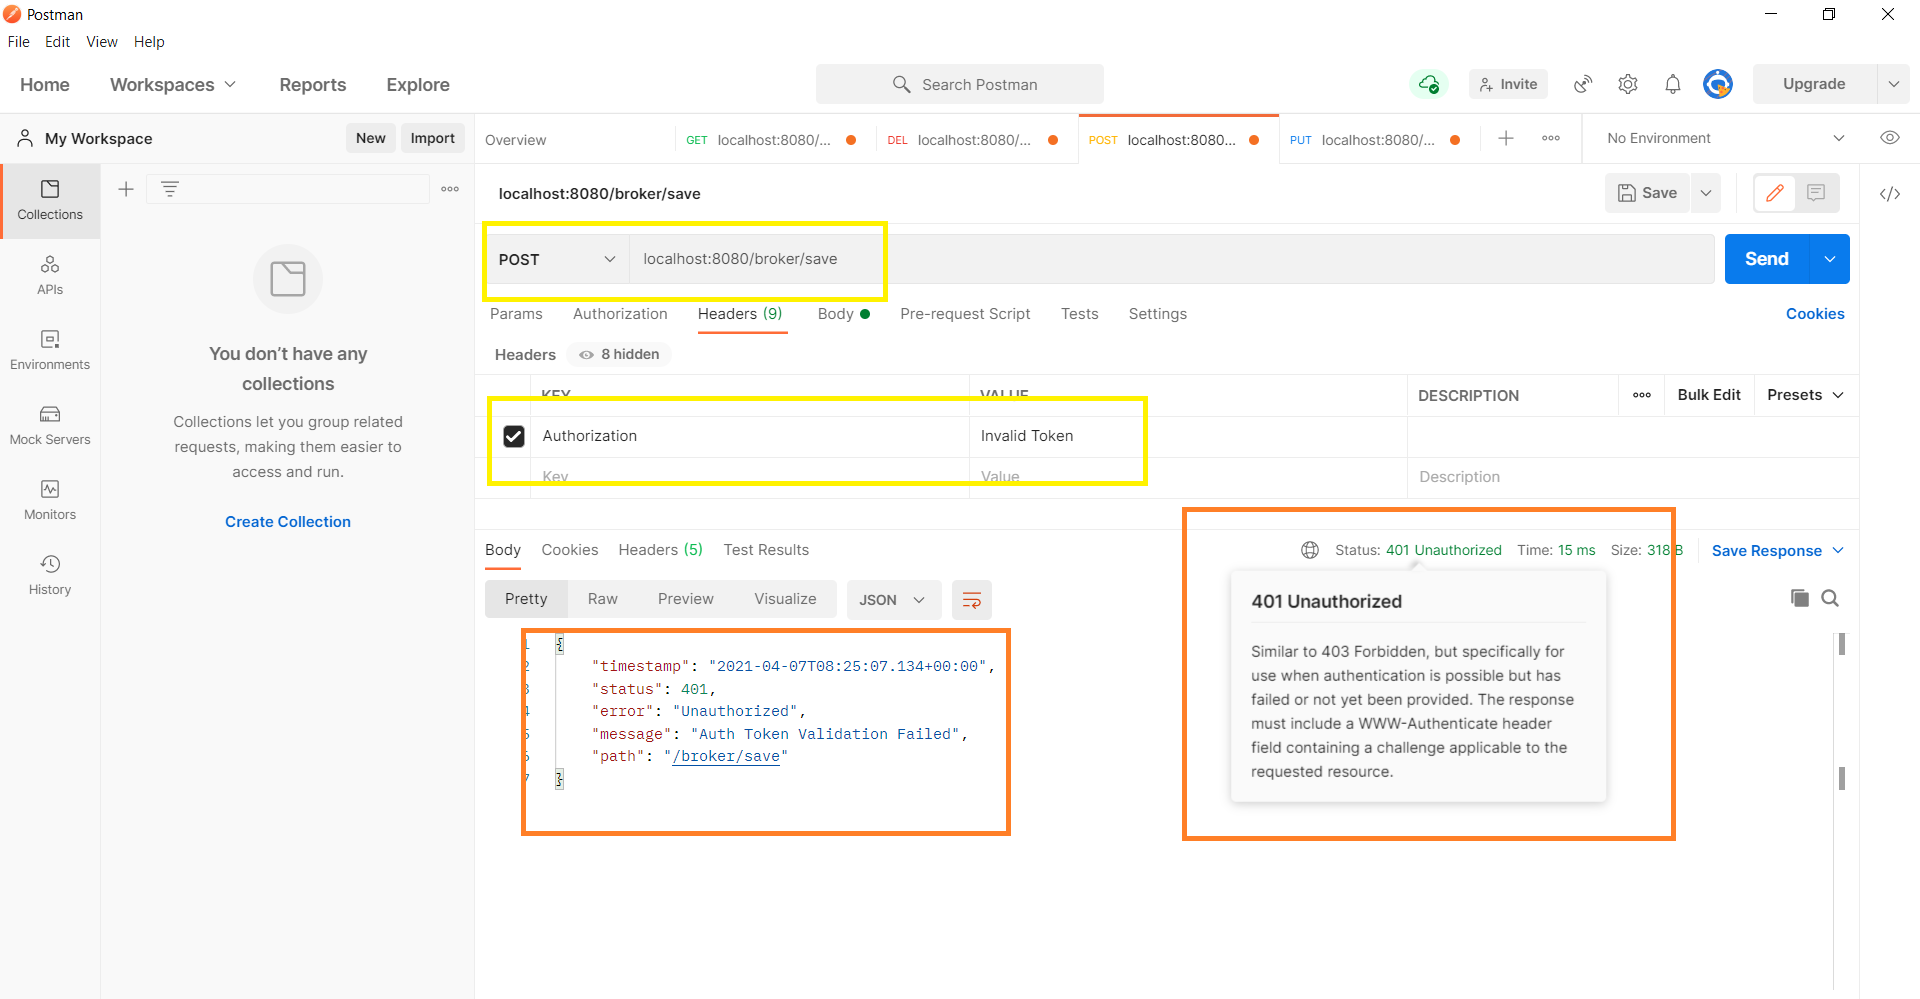 Postman
File Edit View Help
Home Workspaces Reports Explore Search Postman Invite Upgrade
My Workspace New Import
Overview GET localhost:8080/... DEL localhost:8080/... POST localhost:8080... PUT localhost:8080/... No Environment
Collections
APIs
Environments
Mock Servers
Monitors
History
You don’t have any
collections
Collections let you group related
requests, making them easier to
access and run.
Create Collection
localhost:8080/broker/save Save
POST localhost:8080/broker/save Send
Params Authorization Headers (9) Body Pre-request Script Tests Settings Cookies
Headers 8 hidden
KEY VALUE DESCRIPTION Bulk Edit Presets
Authorization Invalid Token
Key Value Description
Body Cookies Headers (5) Test Results Status: 401 Unauthorized Time: 15 ms Size: 318 B Save Response
Pretty Raw Preview Visualize JSON
1 {
2 "timestamp": "2021-04-07T08:25:07.134+00:00",
3 "status": 401,
4 "error": "Unauthorized",
5 "message": "Auth Token Validation Failed",
6 "path": "/broker/save"
7 }
401 Unauthorized
Similar to 403 Forbidden, but specifically for
use when authentication is possible but has
failed or not yet been provided. The response
must include a WWW-Authenticate header
field containing a challenge applicable to the
requested resource.